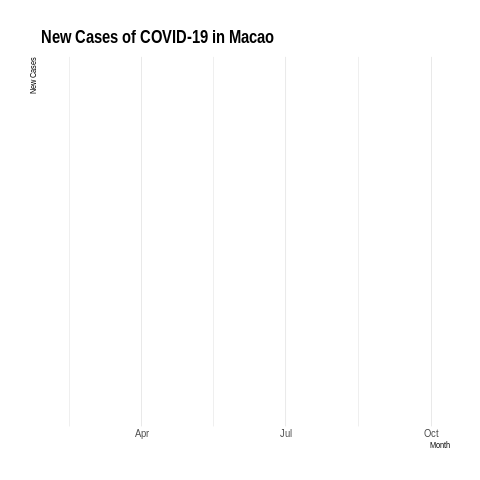 New Cases of COVID-19 in Macao
New Cases
Apr
Jul
Oct
Month